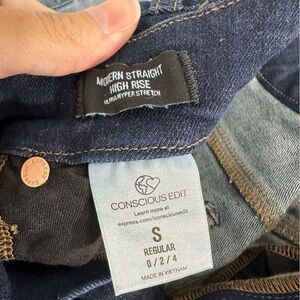 MODERN STRAIGHT
HIGH RISE
HYPER STRETCH
CONSCIOUS EDIT
Learn more at
express.com/consciousedit
S
REGULAR
0/2/4
MADE IN VIETNAM